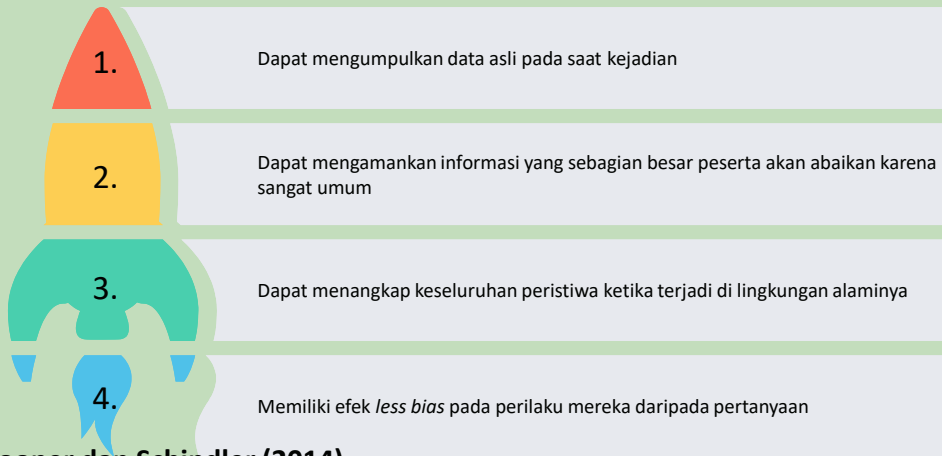 1.
Dapat mengumpulkan data asli pada saat kejadian
2.
Dapat mengamankan informasi yang sebagian besar peserta akan abaikan karena
sangat umum
3.
Dapat menangkap keseluruhan peristiwa ketika terjadi di lingkungan alaminya
4.
Memiliki efek less bias pada perilaku mereka daripada pertanyaan
dan Schindler (2014)